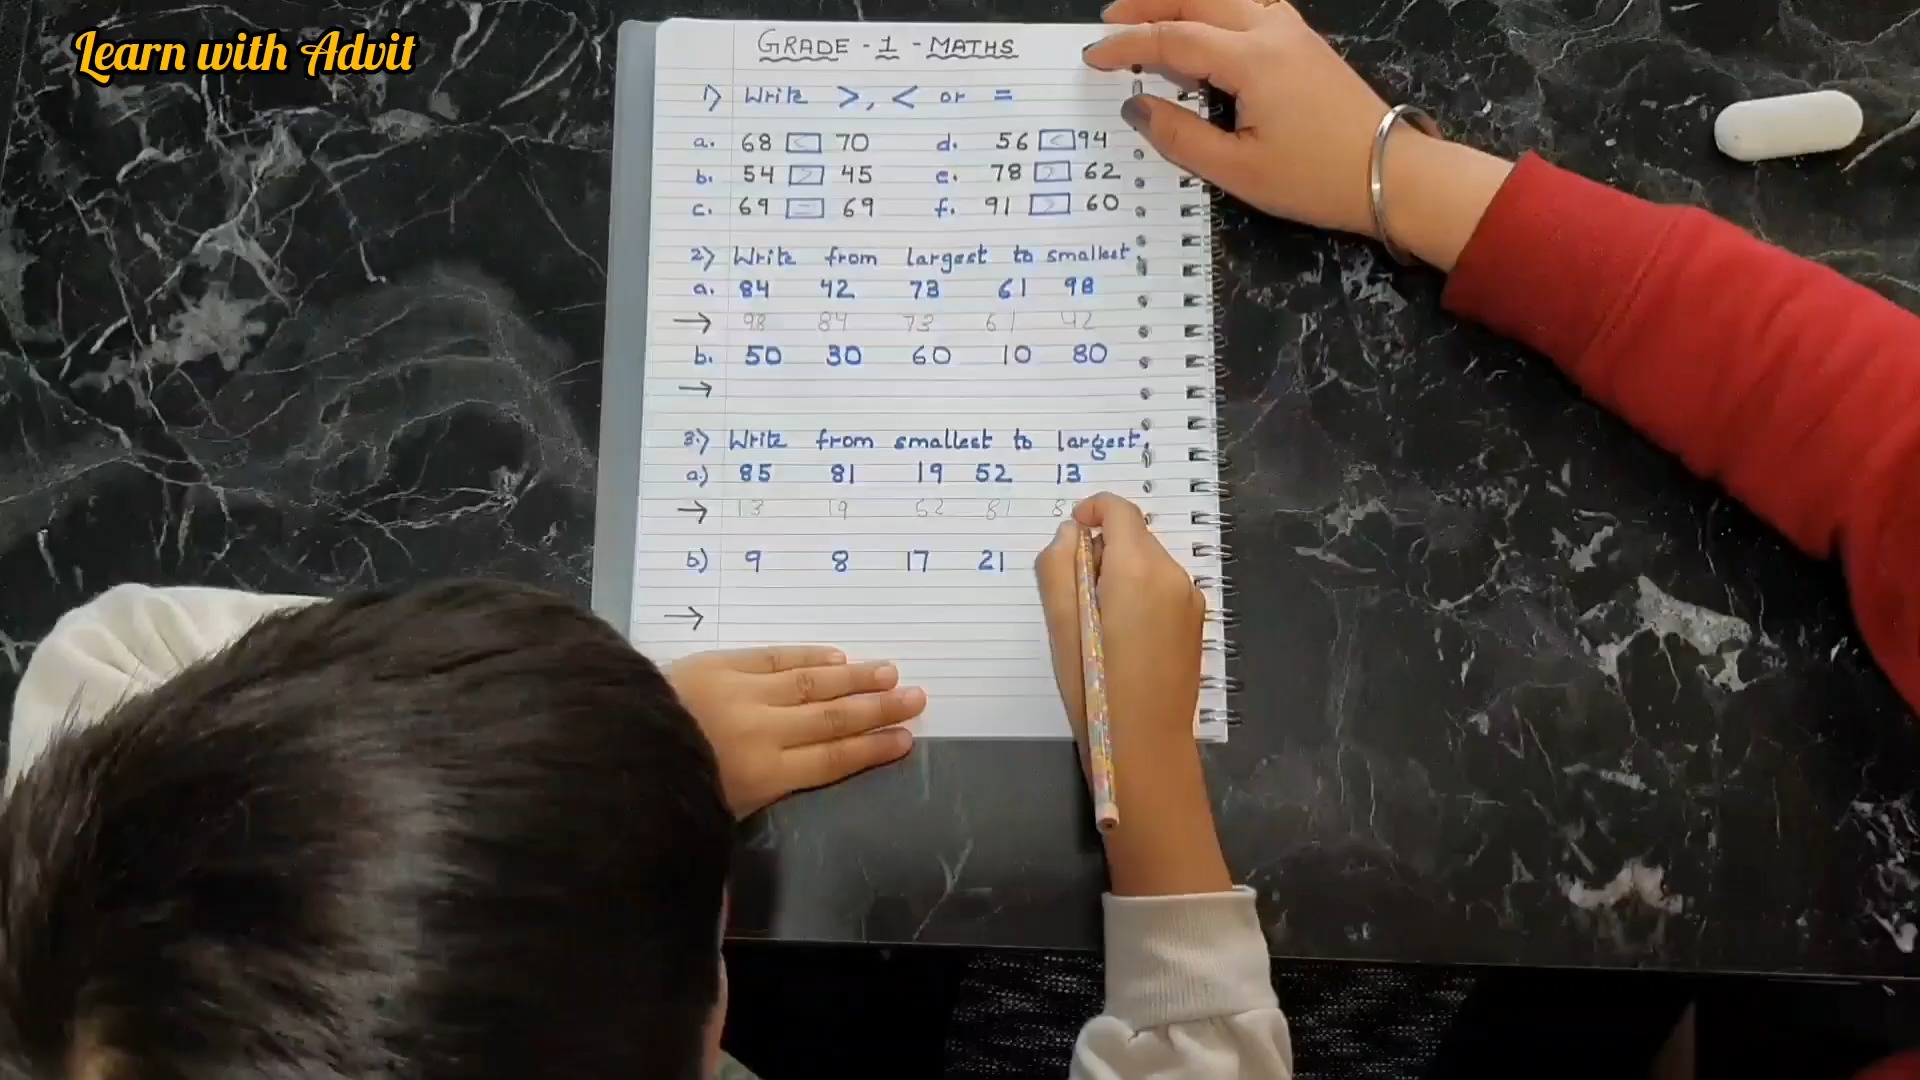 Learn with Advit
GRADE - 1 - MATHS
1) Write >, < or =
a. 68 < 70 d. 56 < 94
b. 54 > 45 e. 78 > 62
c. 69 = 69 f. 91 > 60
2) Write from largest to smallest.
a. 84 42 73 61 98
→ 98 84 73 61 42
b. 50 30 60 10 80
→
3.) Write from smallest to largest.
a.) 85 81 19 52 13
→ 13 19 52 81 8
b) 9 8 17 21
→